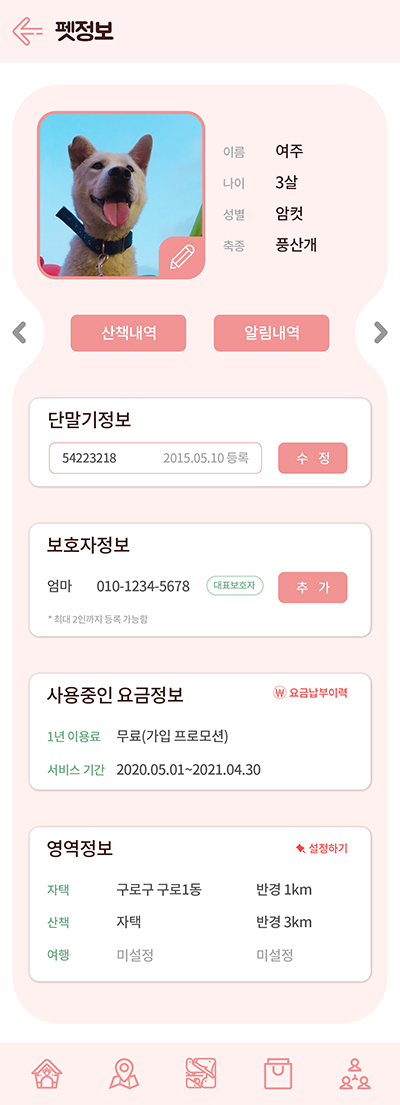 펫정보
이름 여주
나이 3살
성별 암컷
축종 풍산개
산책내역 알림내역
단말기정보
54223218 2015.05.10 등록 수 정
보호자정보
엄마 010-1234-5678 대표보호자 추 가
* 최대 2인까지 등록 가능함
사용중인 요금정보 ₩ 요금납부이력
1년 이용료 무료(가입 프로모션)
서비스 기간 2020.05.01~2021.04.30
영역정보 설정하기
자택 구로구 구로1동 반경 1km
산책 자택 반경 3km
여행 미설정 미설정